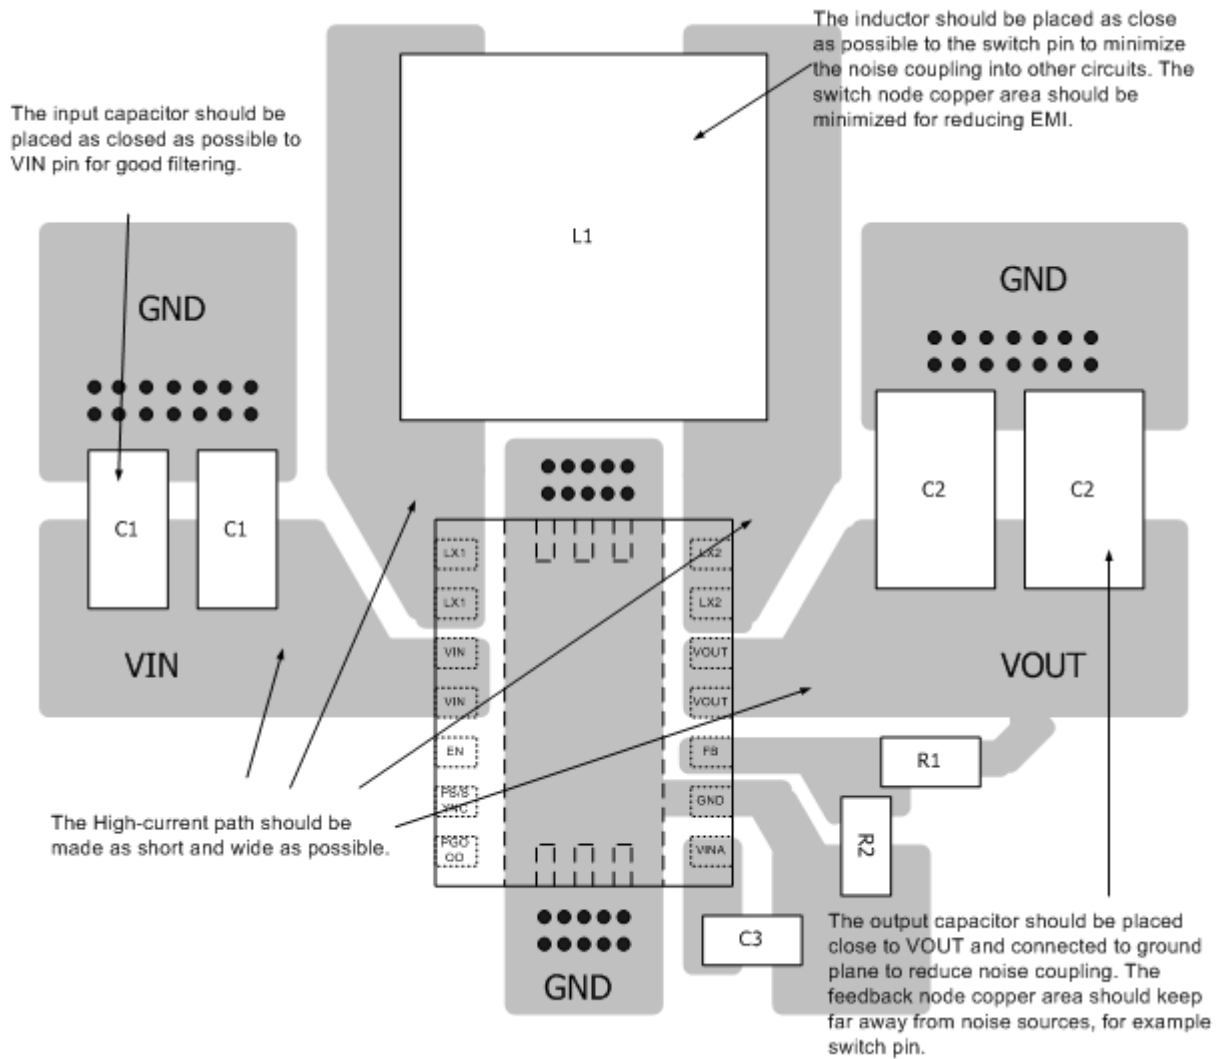 The inductor should be placed as close
as possible to the switch pin to minimize
the noise coupling into other circuits. The
switch node copper area should be
minimized for reducing EMI.
The input capacitor should be
placed as closed as possible to
VIN pin for good filtering.
L1
GND
GND
C1
C1
C2
C2
LX1
LX2
LX1
LX2
VIN
VIN
VOUT
VOUT
VIN
VOUT
EN
FB
R1
PS/S
YNC
GND
The High-current path should be
made as short and wide as possible.
PGO
OD
VINA
R2
C3
GND
The output capacitor should be placed
close to VOUT and connected to ground
plane to reduce noise coupling. The
feedback node copper area should keep
far away from noise sources, for example
switch pin.